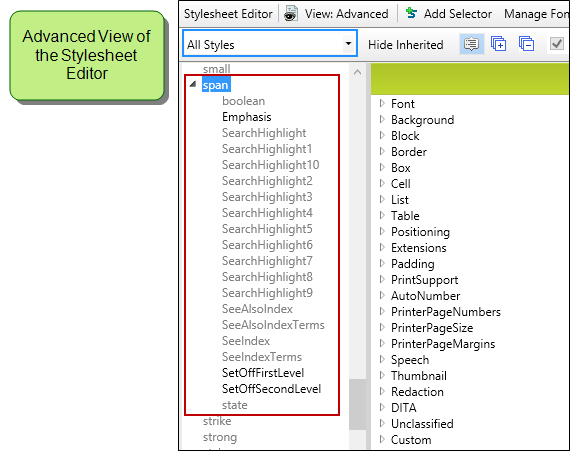 Advanced View of
the Stylesheet
Editor
Stylesheet Editor View: Advanced Add Selector Manage Fon
All Styles Hide Inherited
small
span
boolean
Emphasis
SearchHighlight
SearchHighlight1
SearchHighlight10
SearchHighlight2
SearchHighlight3
SearchHighlight4
SearchHighlight5
SearchHighlight6
SearchHighlight7
SearchHighlight8
SearchHighlight9
SeeAlsoIndex
SeeAlsoIndexTerms
SeeIndex
SeeIndexTerms
SetOffFirstLevel
SetOffSecondLevel
state
strike
strong
Font
Background
Block
Border
Box
Cell
List
Table
Positioning
Extensions
Padding
PrintSupport
AutoNumber
PrinterPageNumbers
PrinterPageSize
PrinterPageMargins
Speech
Thumbnail
Redaction
DITA
Unclassified
Custom